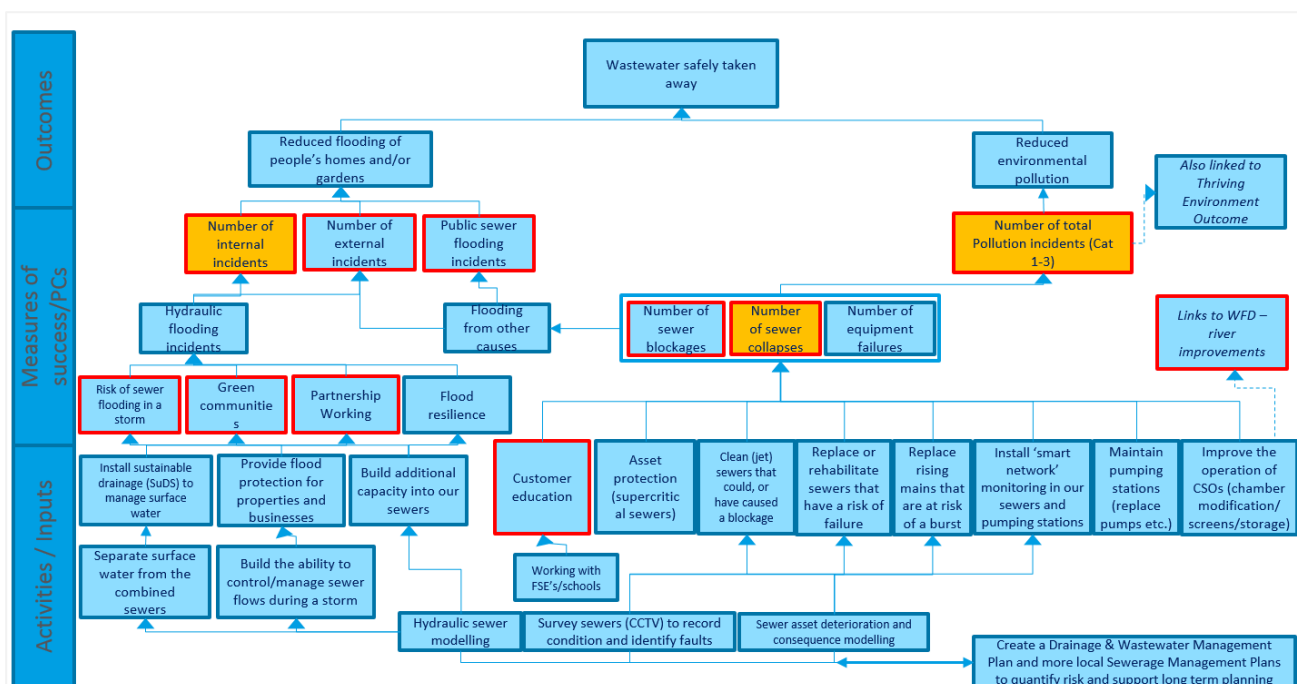 Outcomes
Wastewater safely taken
away
Reduced flooding of
people's homes and/or
gardens
Reduced
environmental
pollution
Also linked to
Thriving
Environment
Outcome
Measures of
success/PCs
Number of
internal
incidents
Number of
external
incidents
Public sewer
flooding
incidents
Number of total
Pollution incidents (Cat
1-3)
Hydraulic
flooding
incidents
Flooding
from other
causes
Number of
sewer
blockages
Number
of sewer
collapses
Number of
equipment
failures
Links to WFD –
river
improvements
Risk of sewer
flooding in a
storm
Green
communitie
s
Partnership
Working
Flood
resilience
Activities / Inputs
Install sustainable
drainage (SuDS) to
manage surface
water
Provide flood
protection for
properties and
businesses
Build additional
capacity into our
sewers
Customer
education
Asset
protection
(supercritic
al sewers)
Clean (jet)
sewers that
could, or
have caused
a blockage
Replace or
rehabilitate
sewers that
have a risk of
failure
Replace
rising
mains that
are at risk
of a burst
Install 'smart
network'
monitoring in our
sewers and
pumping stations
Maintain
pumping
stations
(replace
pumps etc.)
Improve the
operation of
CSOs (chamber
modification/
screens/storage)
Separate surface
water from the
combined
sewers
Build the ability to
control/manage sewer
flows during a storm
Working with
FSE's/schools
Hydraulic sewer
modelling
Survey sewers (CCTV) to record
condition and identify faults
Sewer asset deterioration and
consequence modelling
Create a Drainage & Wastewater Management
Plan and more local Sewerage Management Plans
to quantify risk and support long term planning